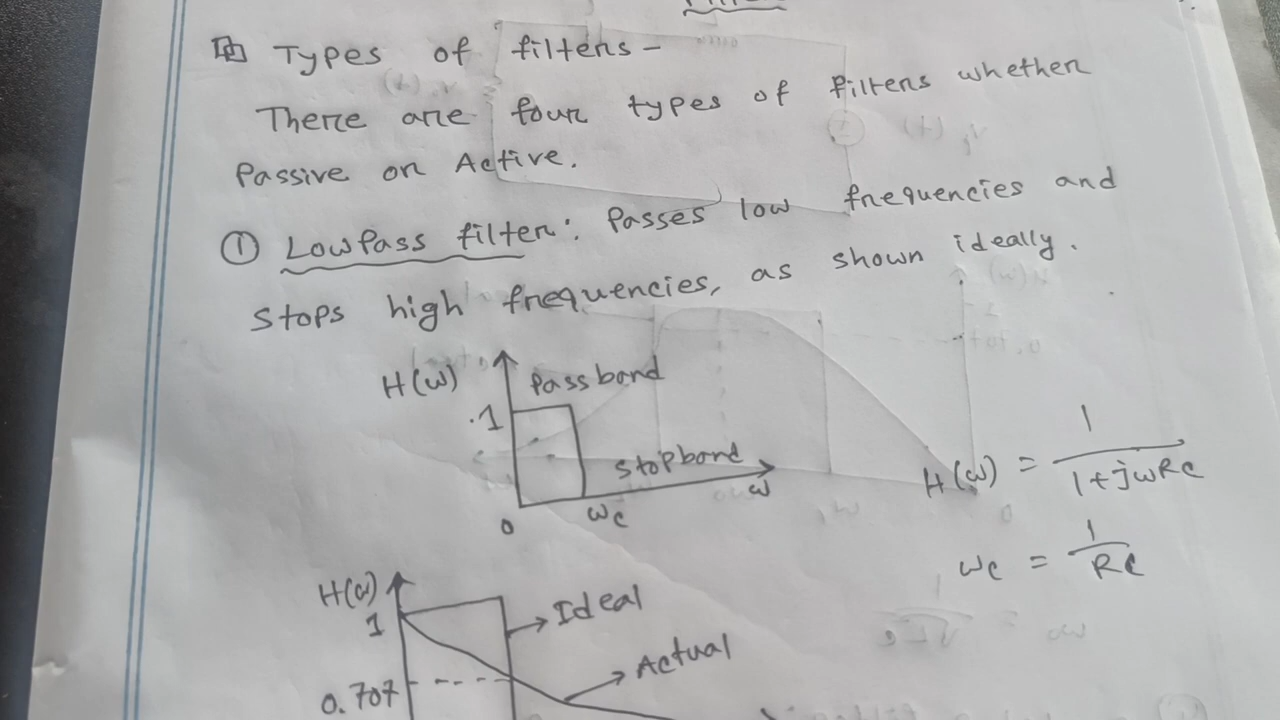 Types of filters -
There are four types of filters whether
Passive or Active.
① Lowpass filter: Passes low frequencies and
stops high frequencies, as shown ideally.
H(ω)
Pass band
1
stopband
ω
0
ωc
H(ω) = 1/(1+jωRC)
ωc = 1/RC
H(ω)
1
Ideal
Actual
0.707